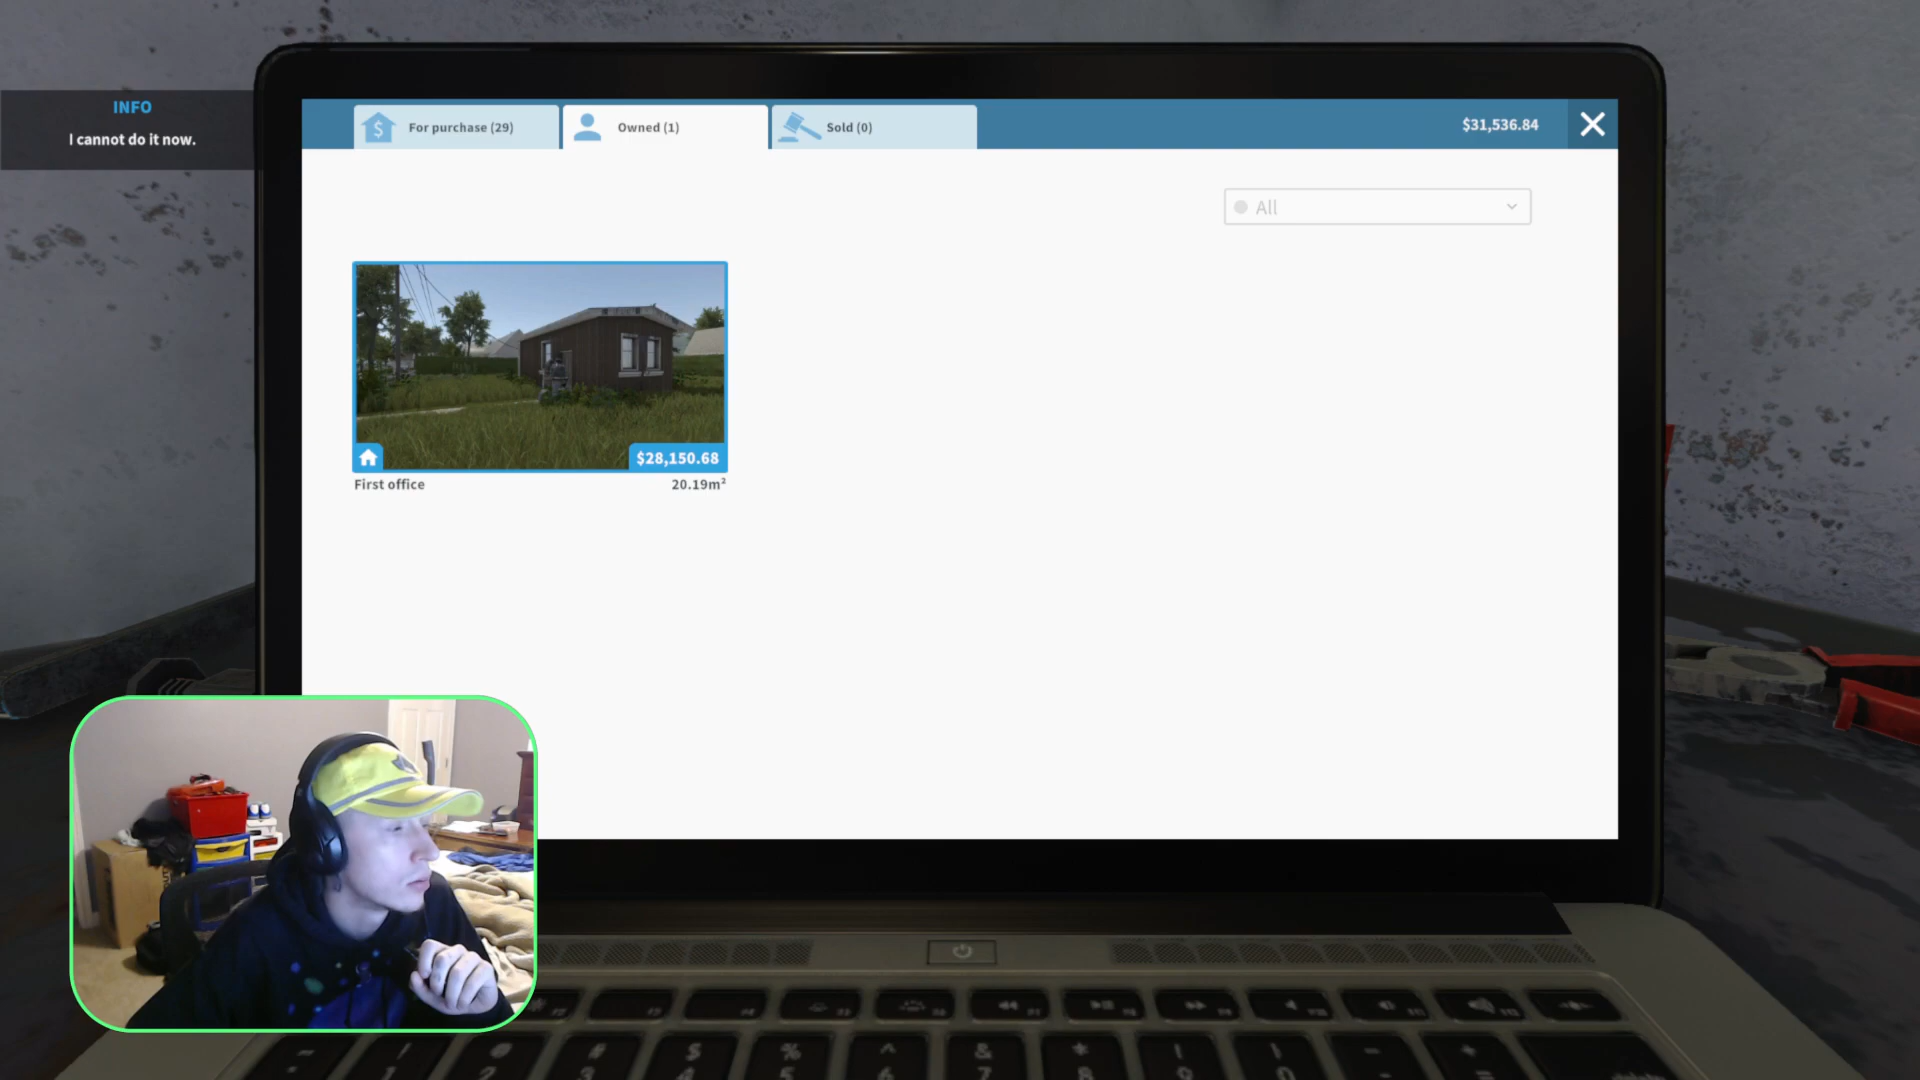 INFO
I cannot do it now.
For purchase (29)
Owned (1)
Sold (0)
$31,536.84
All
$28,150.68
First office
20.19m²